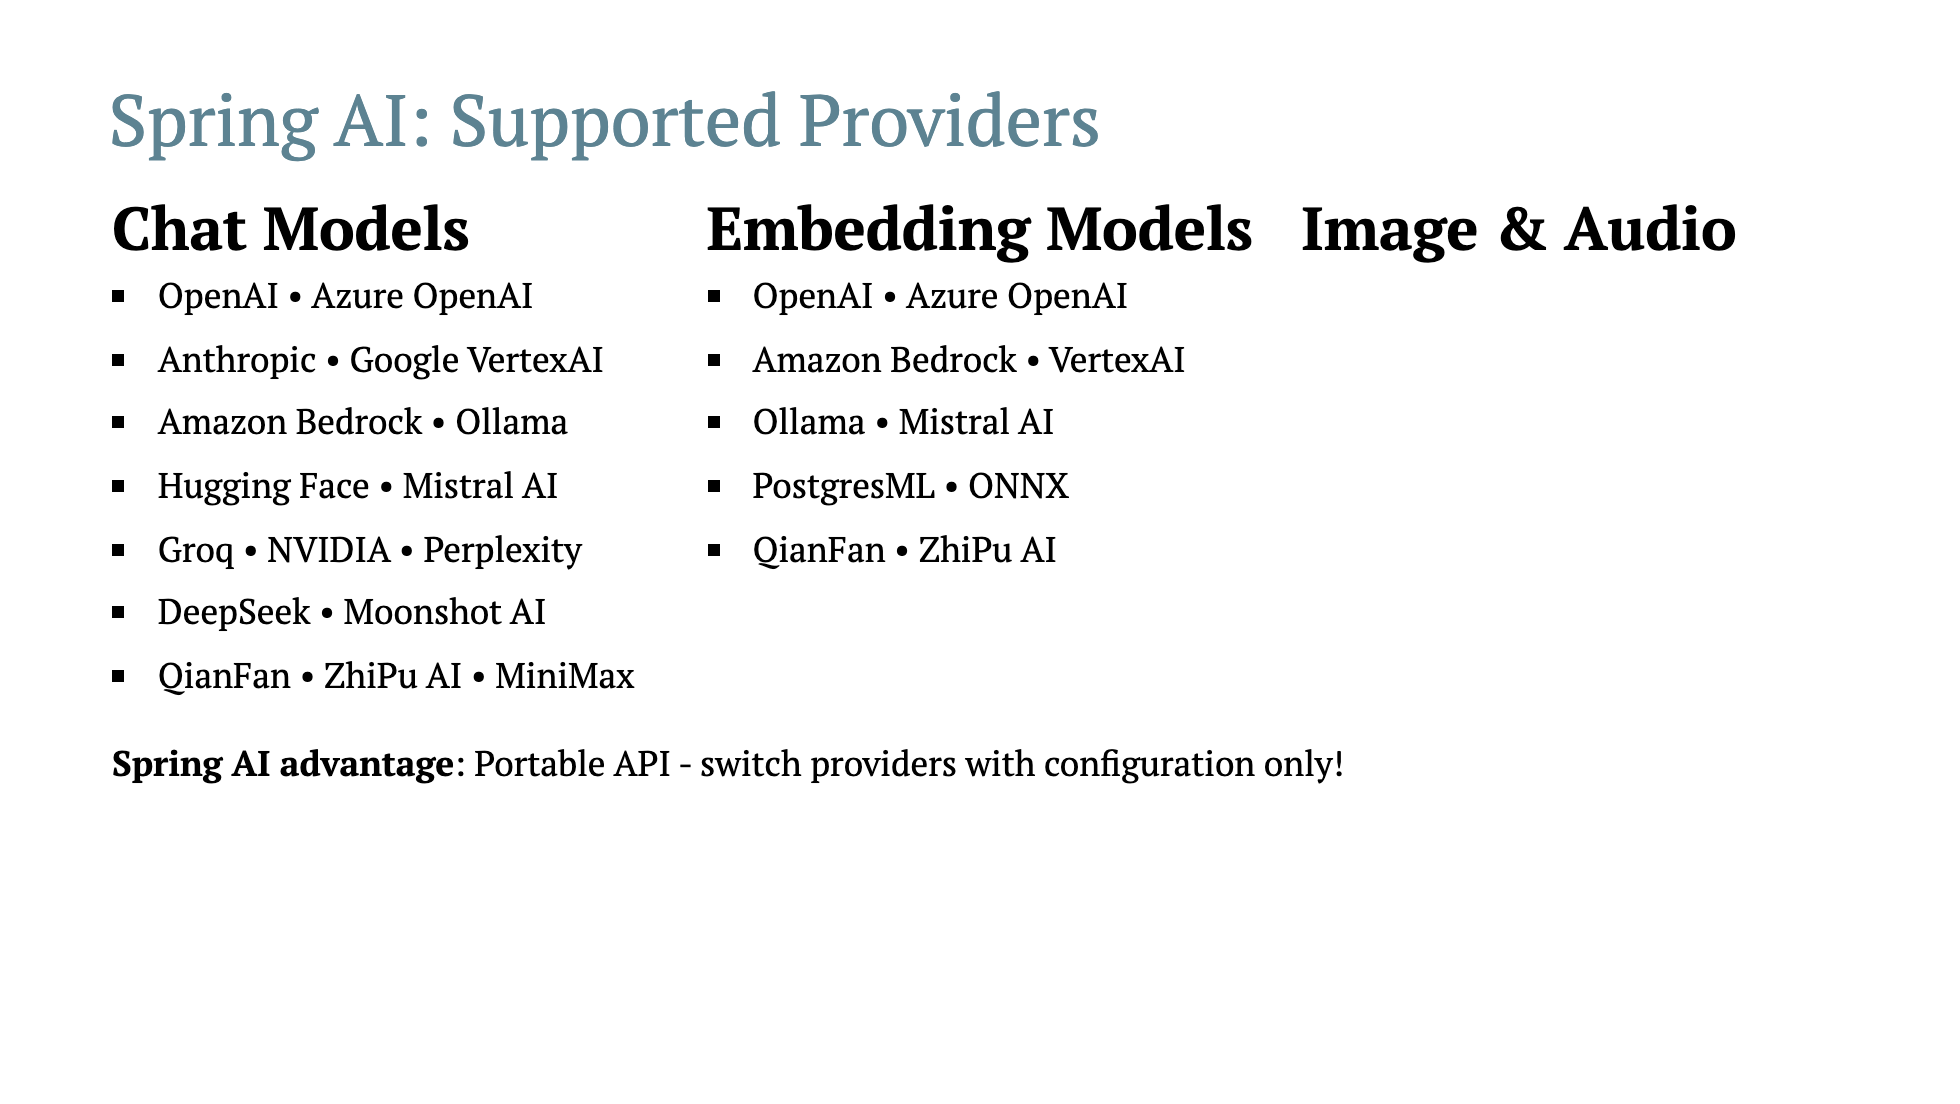 Spring AI: Supported Providers
Chat Models
▪ OpenAI • Azure OpenAI
▪ Anthropic • Google VertexAI
▪ Amazon Bedrock • Ollama
▪ Hugging Face • Mistral AI
▪ Groq • NVIDIA • Perplexity
▪ DeepSeek • Moonshot AI
▪ QianFan • ZhiPu AI • MiniMax
Embedding Models
▪ OpenAI • Azure OpenAI
▪ Amazon Bedrock • VertexAI
▪ Ollama • Mistral AI
▪ PostgresML • ONNX
▪ QianFan • ZhiPu AI
Image & Audio
Spring AI advantage: Portable API - switch providers with configuration only!